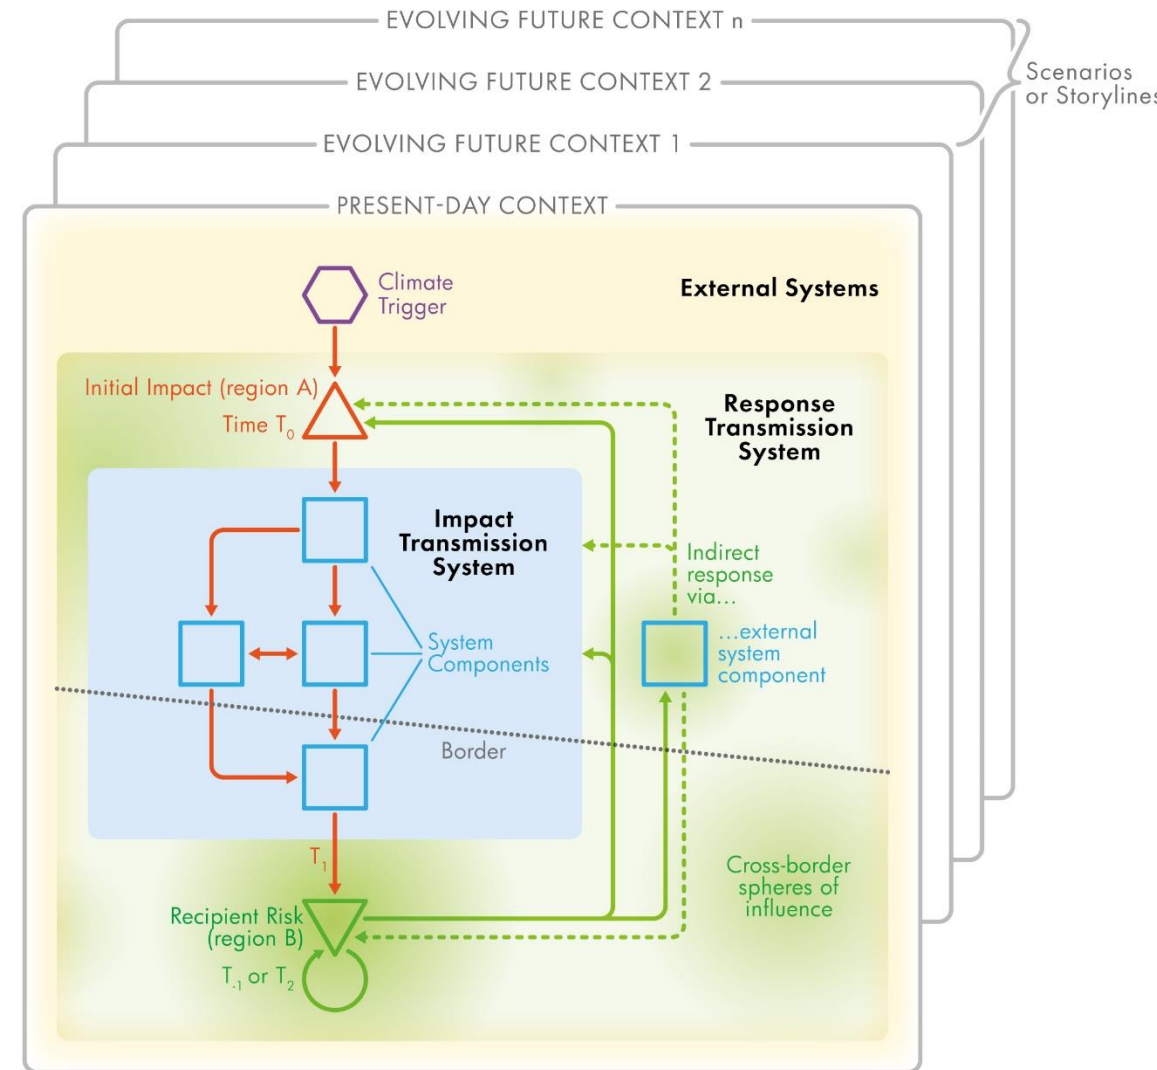 EVOLVING FUTURE CONTEXT n
EVOLVING FUTURE CONTEXT 2
Scenarios
or Storylines
EVOLVING FUTURE CONTEXT 1
PRESENT-DAY CONTEXT
Climate
Trigger
External Systems
Initial Impact (region A)
Time T₀
Response
Transmission
System
Impact
Transmission
System
Indirect
response
via...
...external
system
component
System
Components
Border
T₁
Cross-border
spheres of
influence
Recipient Risk
(region B)
T₋₁ or T₂